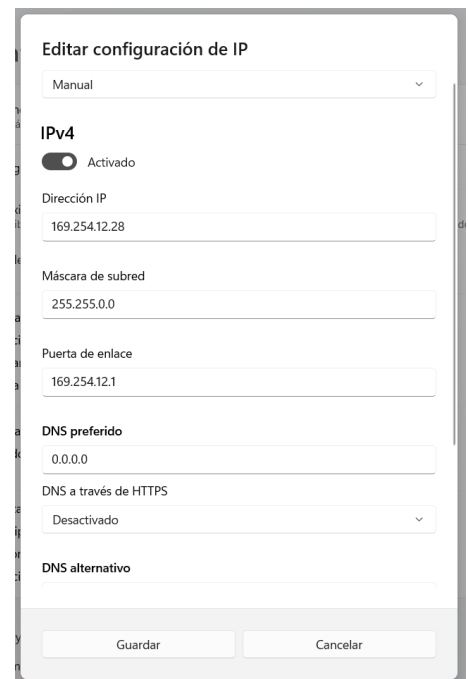 Editar configuración de IP
Manual
IPv4
Activado
Dirección IP
169.254.12.28
Máscara de subred
255.255.0.0
Puerta de enlace
169.254.12.1
DNS preferido
0.0.0.0
DNS a través de HTTPS
Desactivado
DNS alternativo
Guardar
Cancelar